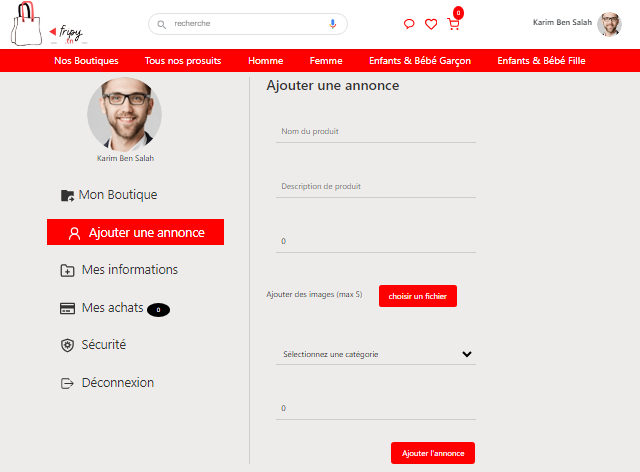 fripy
.tn
recherche
0
Karim Ben Salah
Nos Boutiques
Tous nos prosuits
Homme
Femme
Enfants & Bébé Garçon
Enfants & Bébé Fille
Karim Ben Salah
Mon Boutique
Ajouter une annonce
Mes informations
Mes achats 0
Sécurité
Déconnexion
Ajouter une annonce
Nom du produit
Description de produit
0
Ajouter des images (max 5)
choisir un fichier
Sélectionnez une catégorie
0
Ajouter l'annonce